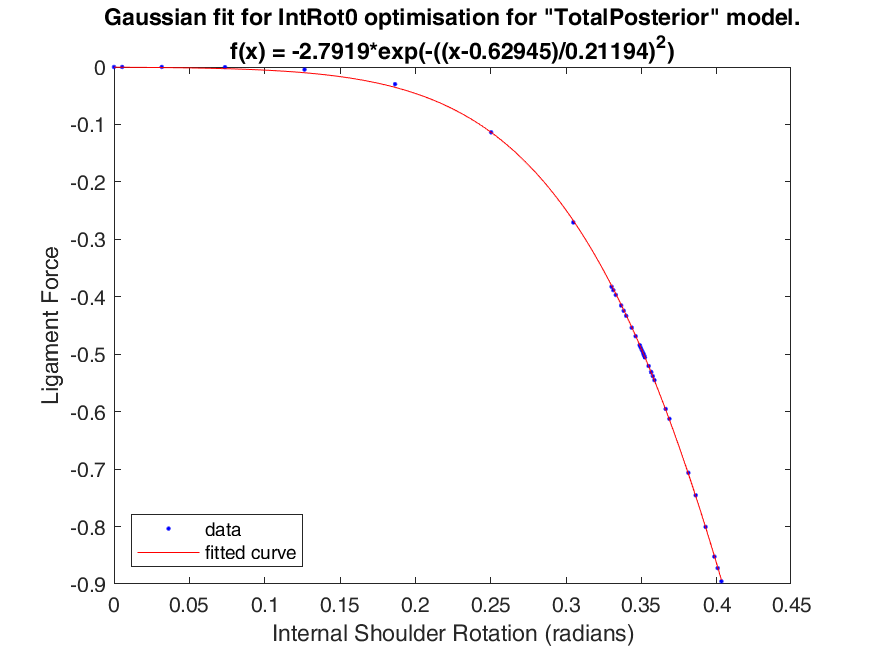 Gaussian fit for IntRot0 optimisation for "TotalPosterior" model.
f(x) = -2.7919*exp(-((x-0.62945)/0.21194)²)
0
-0.1
-0.2
-0.3
-0.4
-0.5
-0.6
-0.7
-0.8
-0.9
Ligament Force
data
fitted curve
0 0.05 0.1 0.15 0.2 0.25 0.3 0.35 0.4 0.45
Internal Shoulder Rotation (radians)